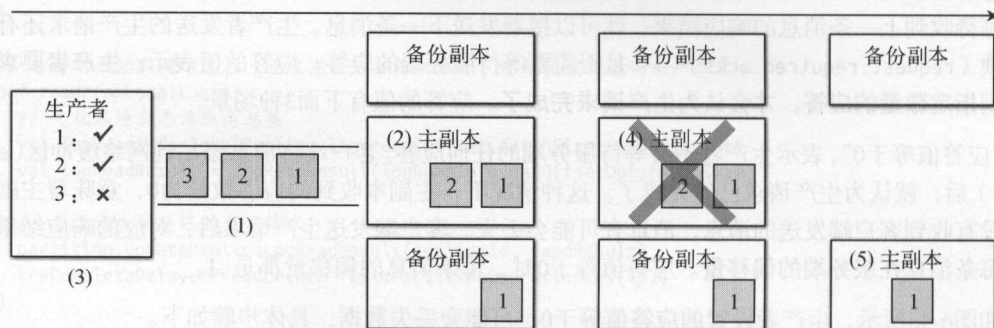 备份副本 备份副本 备份副本
生产者
1: ✓
2: ✓
3: ×
3 2 1
(1)
(3)
(2) 主副本
2 1
(4) 主副本
2 1
备份副本
1
备份副本
1
(5) 主副本
1